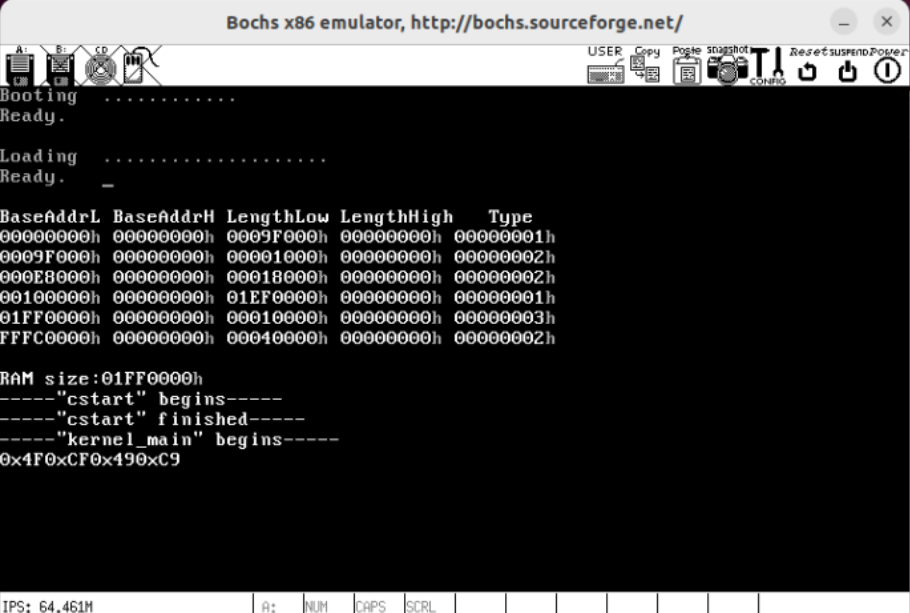 Bochs x86 emulator, http://bochs.sourceforge.net/
A: B: CD USER Copy Paste snapshot CONFIG Reset SUSPEND Power
Booting ............
Ready.
Loading ....................
Ready. _
BaseAddrL BaseAddrH LengthLow LengthHigh Type
00000000h 00000000h 0009F000h 00000000h 00000001h
0009F000h 00000000h 00001000h 00000000h 00000002h
000E8000h 00000000h 00018000h 00000000h 00000002h
00100000h 00000000h 01EF0000h 00000000h 00000001h
01FF0000h 00000000h 00010000h 00000000h 00000003h
FFFC0000h 00000000h 00040000h 00000000h 00000002h
RAM size:01FF0000h
-----"cstart" begins-----
-----"cstart" finished-----
-----"kernel_main" begins-----
0x4F0xCF0x490xC9
IPS: 64.461M A: NUM CAPS SCRL